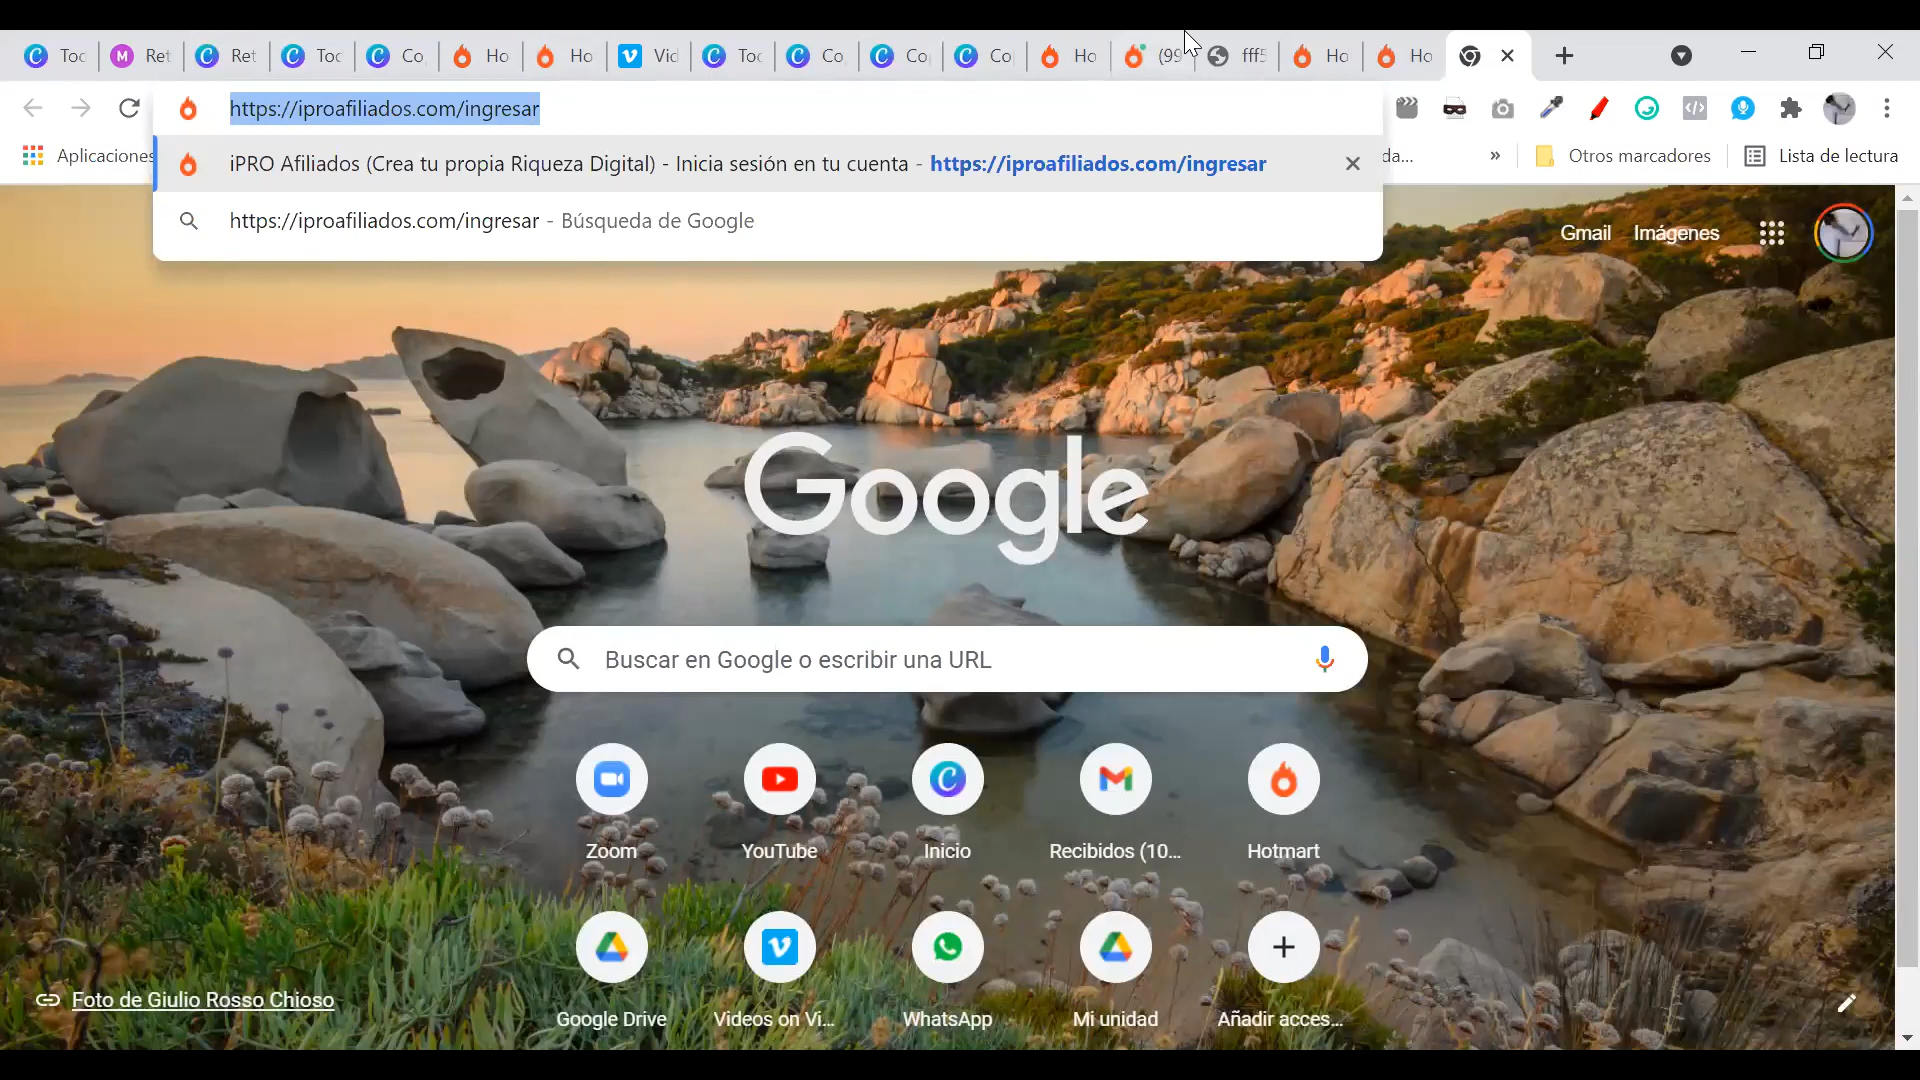 Toc
Ret
Ret
Toc
Co
Ho
Ho
Vid
Toc
Co
Co
Co
Ho
(99
fff5
Ho
Ho
https://iproafiliados.com/ingresar
Aplicaciones
da...
»
Otros marcadores
Lista de lectura
iPRO Afiliados (Crea tu propia Riqueza Digital) - Inicia sesión en tu cuenta - https://iproafiliados.com/ingresar
https://iproafiliados.com/ingresar - Búsqueda de Google
Gmail
Imágenes
Google
Buscar en Google o escribir una URL
Zoom
YouTube
Inicio
Recibidos (10...
Hotmart
Google Drive
Videos on Vi...
WhatsApp
Mi unidad
Añadir acces...
Foto de Giulio Rosso Chioso